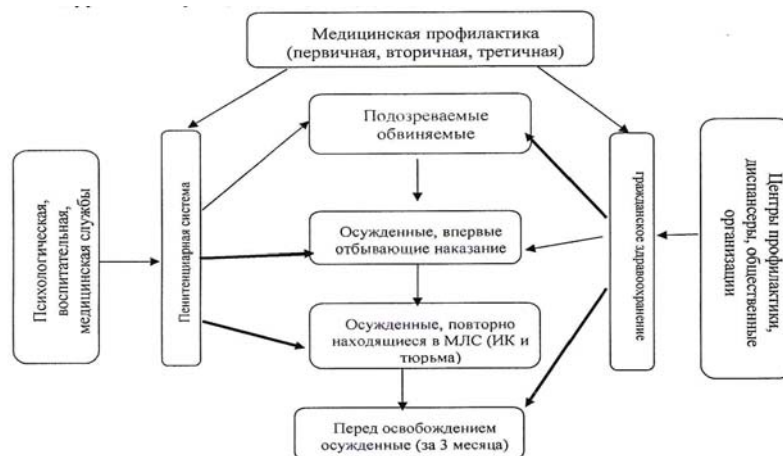 Медицинская профилактика
(первичная, вторичная, третичная)
Подозреваемые
обвиняемые
Психологическая,
воспитательная,
медицинская службы
Пенитенциарная система
Осужденные, впервые
отбывающие наказание
гражданское здравоохранение
Центры профилактики,
диспансеры, общественные
организации
Осужденные, повторно
находящиеся в МЛС (ИК и
тюрьма)
Перед освобождением
осужденные (за 3 месяца)